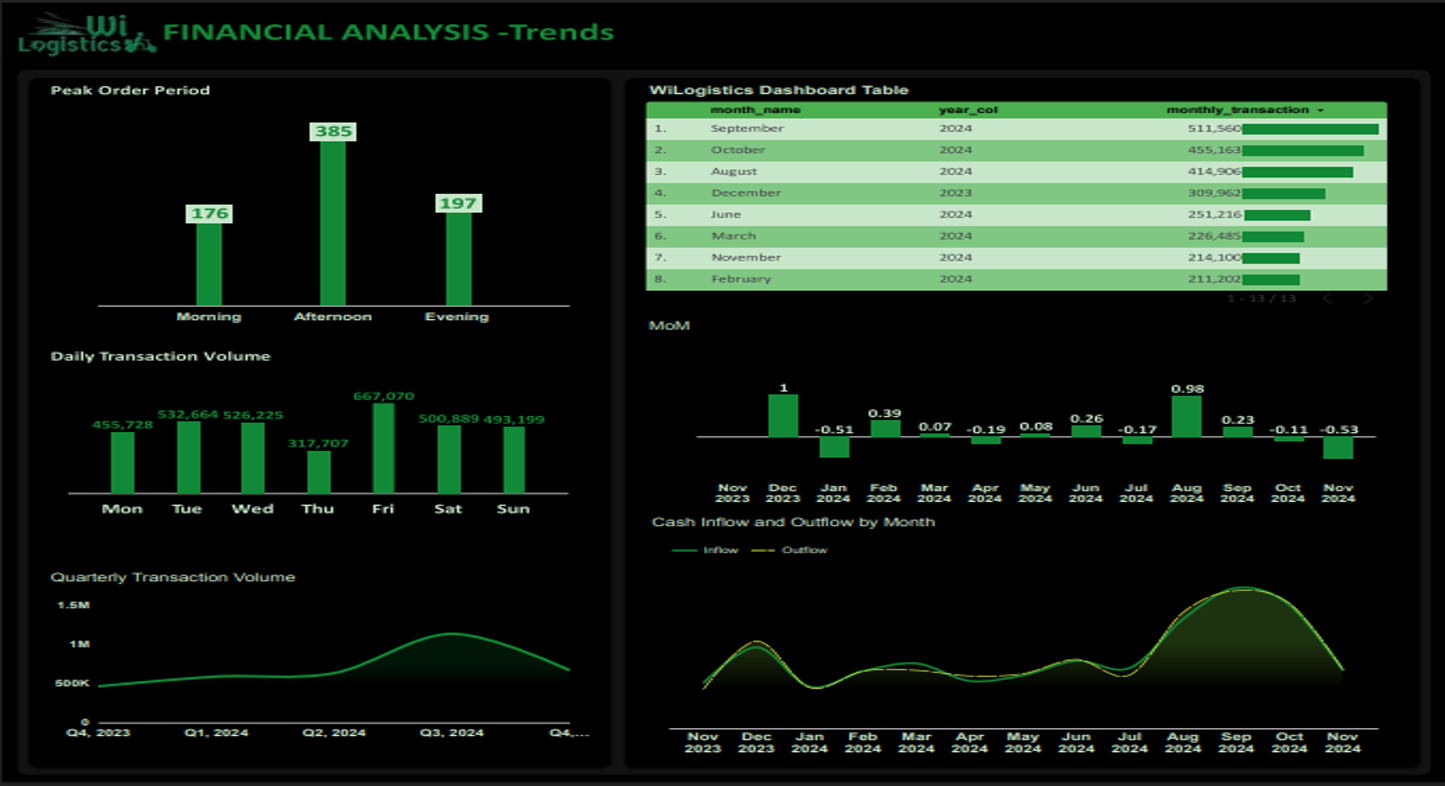 Wi
Logistics
FINANCIAL ANALYSIS -Trends
Peak Order Period
385
176
197
Morning Afternoon Evening
Daily Transaction Volume
455,728 532,664 526,225 317,707 667,070 500,889 493,199
Mon Tue Wed Thu Fri Sat Sun
Quarterly Transaction Volume
1.5M
1M
500K
0
Q4, 2023 Q1, 2024 Q2, 2024 Q3, 2024 Q4,...
WiLogistics Dashboard Table
month_name year_col monthly_transaction
1. September 2024 511,560
2. October 2024 455,163
3. August 2024 414,906
4. December 2023 309,962
5. June 2024 251,216
6. March 2024 226,485
7. November 2024 214,100
8. February 2024 211,202
1 - 13 / 13
MoM
1 -0.51 0.39 0.07 -0.19 0.08 0.26 -0.17 0.98 0.23 -0.11 -0.53
Nov Dec Jan Feb Mar Apr May Jun Jul Aug Sep Oct Nov
2023 2023 2024 2024 2024 2024 2024 2024 2024 2024 2024 2024 2024
Cash Inflow and Outflow by Month
Inflow Outflow
Nov Dec Jan Feb Mar Apr May Jun Jul Aug Sep Oct Nov
2023 2023 2024 2024 2024 2024 2024 2024 2024 2024 2024 2024 2024